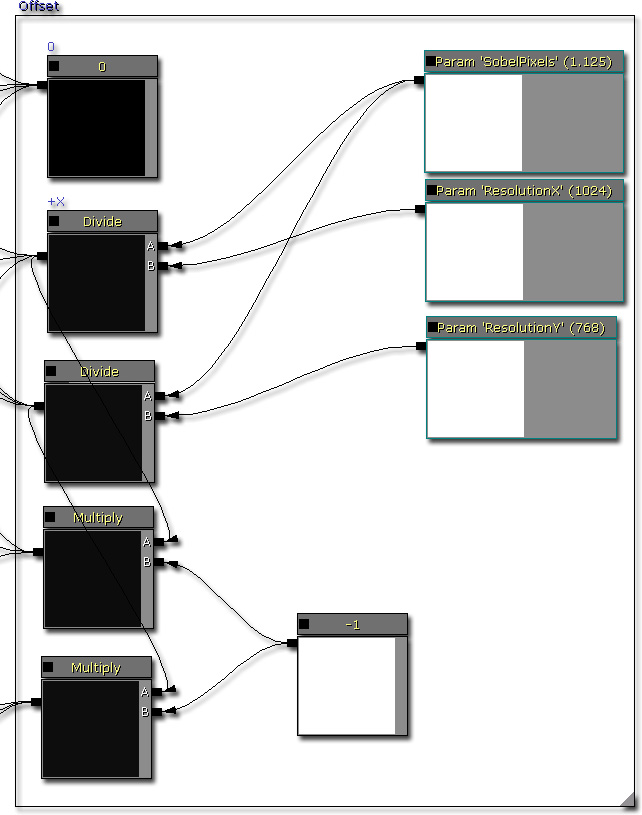 Offset
0
0
Param 'SobelPixels' (1.125)
Param 'ResolutionX' (1024)
+X
Divide
A
B
Param 'ResolutionY' (768)
Divide
A
B
Multiply
A
B
-1
Multiply
A
B